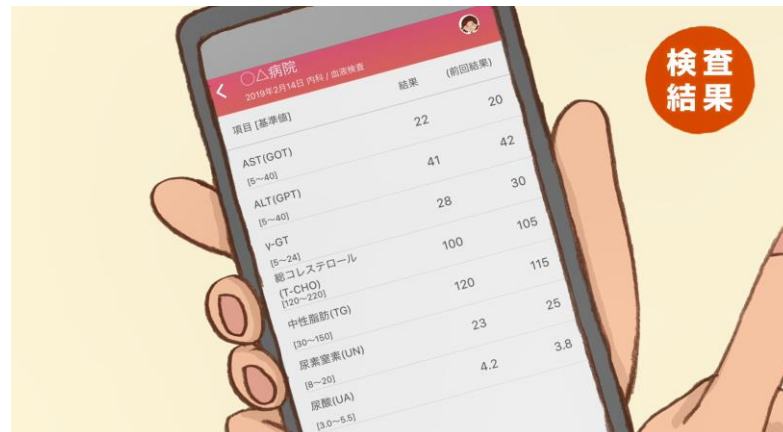 ○△病院
2019年2月14日 内科 / 血液検査
項目 [基準値] 結果 (前回結果)
AST(GOT) 22 20
[5~40]
ALT(GPT) 41 42
[5~40]
γ-GT 28 30
[5~24]
総コレステロール
(T-CHO) 100 105
[120~220]
中性脂肪(TG) 120 115
[30~150]
尿素窒素(UN) 23 25
[8~20]
尿酸(UA) 4.2 3.8
[3.0~5.5]
検査
結果